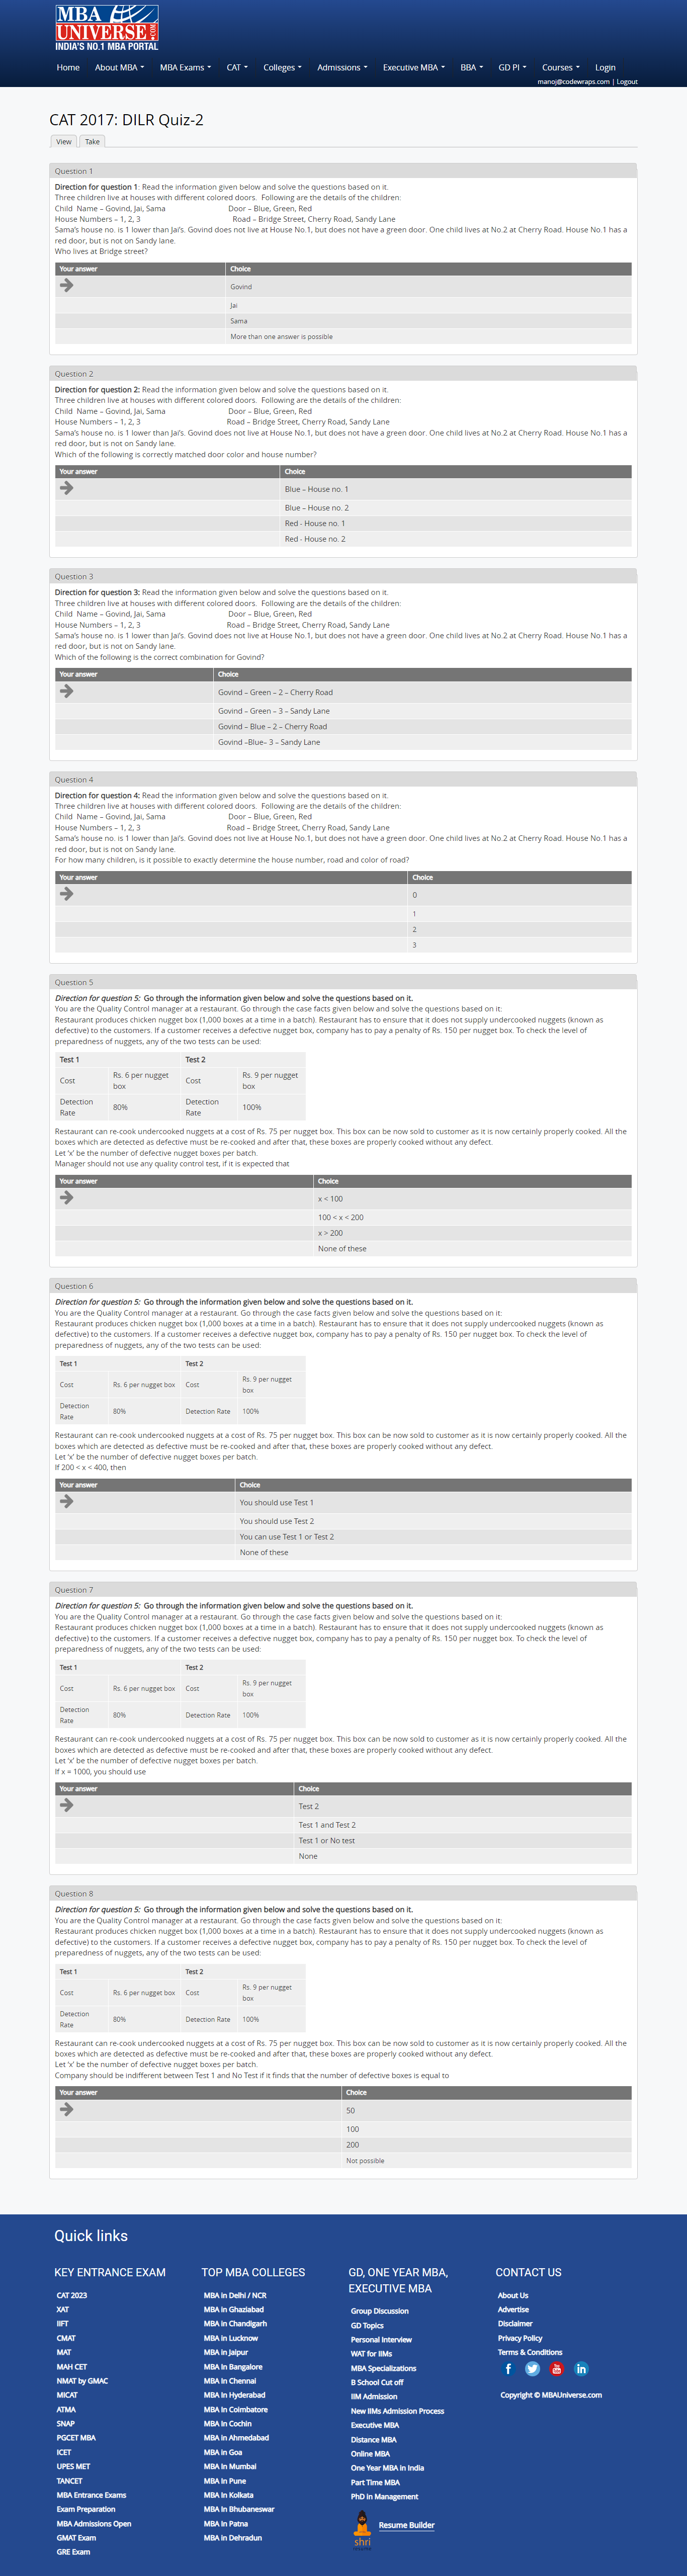 MBA
UNIVERSE.COM
INDIA'S NO.1 MBA PORTAL
Home About MBA MBA Exams CAT Colleges Admissions Executive MBA BBA GD PI Courses Login
manoj@codewraps.com | Logout
CAT 2017: DILR Quiz-2
View Take
Question 1
Direction for question 1: Read the information given below and solve the questions based on it.
Three children live at houses with different colored doors. Following are the details of the children:
Child Name – Govind, Jai, Sama Door – Blue, Green, Red
House Numbers – 1, 2, 3 Road – Bridge Street, Cherry Road, Sandy Lane
Sama's house no. is 1 lower than Jai's. Govind does not live at House No.1, but does not have a green door. One child lives at No.2 at Cherry Road. House No.1 has a
red door, but is not on Sandy lane.
Who lives at Bridge street?
Your answer Choice
Govind
Jai
Sama
More than one answer is possible
Question 2
Direction for question 2: Read the information given below and solve the questions based on it.
Three children live at houses with different colored doors. Following are the details of the children:
Child Name – Govind, Jai, Sama Door – Blue, Green, Red
House Numbers – 1, 2, 3 Road – Bridge Street, Cherry Road, Sandy Lane
Sama's house no. is 1 lower than Jai's. Govind does not live at House No.1, but does not have a green door. One child lives at No.2 at Cherry Road. House No.1 has a
red door, but is not on Sandy lane.
Which of the following is correctly matched door color and house number?
Your answer Choice
Blue – House no. 1
Blue – House no. 2
Red - House no. 1
Red - House no. 2
Question 3
Direction for question 3: Read the information given below and solve the questions based on it.
Three children live at houses with different colored doors. Following are the details of the children:
Child Name – Govind, Jai, Sama Door – Blue, Green, Red
House Numbers – 1, 2, 3 Road – Bridge Street, Cherry Road, Sandy Lane
Sama's house no. is 1 lower than Jai's. Govind does not live at House No.1, but does not have a green door. One child lives at No.2 at Cherry Road. House No.1 has a
red door, but is not on Sandy lane.
Which of the following is the correct combination for Govind?
Your answer Choice
Govind – Green – 2 – Cherry Road
Govind – Green – 3 – Sandy Lane
Govind – Blue – 2 – Cherry Road
Govind –Blue– 3 – Sandy Lane
Question 4
Direction for question 4: Read the information given below and solve the questions based on it.
Three children live at houses with different colored doors. Following are the details of the children:
Child Name – Govind, Jai, Sama Door – Blue, Green, Red
House Numbers – 1, 2, 3 Road – Bridge Street, Cherry Road, Sandy Lane
Sama's house no. is 1 lower than Jai's. Govind does not live at House No.1, but does not have a green door. One child lives at No.2 at Cherry Road. House No.1 has a
red door, but is not on Sandy lane.
For how many children, is it possible to exactly determine the house number, road and color of road?
Your answer Choice
0
1
2
3
Question 5
Direction for question 5: Go through the information given below and solve the questions based on it.
You are the Quality Control manager at a restaurant. Go through the case facts given below and solve the questions based on it:
Restaurant produces chicken nugget box (1,000 boxes at a time in a batch). Restaurant has to ensure that it does not supply undercooked nuggets (known as
defective) to the customers. If a customer receives a defective nugget box, company has to pay a penalty of Rs. 150 per nugget box. To check the level of
preparedness of nuggets, any of the two tests can be used:
Test 1 Test 2
Cost Rs. 6 per nugget box Cost Rs. 9 per nugget box
Detection Rate 80% Detection Rate 100%
Restaurant can re-cook undercooked nuggets at a cost of Rs. 75 per nugget box. This box can be now sold to customer as it is now certainly properly cooked. All the
boxes which are detected as defective must be re-cooked and after that, these boxes are properly cooked without any defect.
Let 'x' be the number of defective nugget boxes per batch.
Manager should not use any quality control test, if it is expected that
Your answer Choice
x < 100
100 < x < 200
x > 200
None of these
Question 6
Direction for question 5: Go through the information given below and solve the questions based on it.
You are the Quality Control manager at a restaurant. Go through the case facts given below and solve the questions based on it:
Restaurant produces chicken nugget box (1,000 boxes at a time in a batch). Restaurant has to ensure that it does not supply undercooked nuggets (known as
defective) to the customers. If a customer receives a defective nugget box, company has to pay a penalty of Rs. 150 per nugget box. To check the level of
preparedness of nuggets, any of the two tests can be used:
Test 1 Test 2
Cost Rs. 6 per nugget box Cost Rs. 9 per nugget box
Detection Rate 80% Detection Rate 100%
Restaurant can re-cook undercooked nuggets at a cost of Rs. 75 per nugget box. This box can be now sold to customer as it is now certainly properly cooked. All the
boxes which are detected as defective must be re-cooked and after that, these boxes are properly cooked without any defect.
Let 'x' be the number of defective nugget boxes per batch.
If 200 < x < 400, then
Your answer Choice
You should use Test 1
You should use Test 2
You can use Test 1 or Test 2
None of these
Question 7
Direction for question 5: Go through the information given below and solve the questions based on it.
You are the Quality Control manager at a restaurant. Go through the case facts given below and solve the questions based on it:
Restaurant produces chicken nugget box (1,000 boxes at a time in a batch). Restaurant has to ensure that it does not supply undercooked nuggets (known as
defective) to the customers. If a customer receives a defective nugget box, company has to pay a penalty of Rs. 150 per nugget box. To check the level of
preparedness of nuggets, any of the two tests can be used:
Test 1 Test 2
Cost Rs. 6 per nugget box Cost Rs. 9 per nugget box
Detection Rate 80% Detection Rate 100%
Restaurant can re-cook undercooked nuggets at a cost of Rs. 75 per nugget box. This box can be now sold to customer as it is now certainly properly cooked. All the
boxes which are detected as defective must be re-cooked and after that, these boxes are properly cooked without any defect.
Let 'x' be the number of defective nugget boxes per batch.
If x = 1000, you should use
Your answer Choice
Test 2
Test 1 and Test 2
Test 1 or No test
None
Question 8
Direction for question 5: Go through the information given below and solve the questions based on it.
You are the Quality Control manager at a restaurant. Go through the case facts given below and solve the questions based on it:
Restaurant produces chicken nugget box (1,000 boxes at a time in a batch). Restaurant has to ensure that it does not supply undercooked nuggets (known as
defective) to the customers. If a customer receives a defective nugget box, company has to pay a penalty of Rs. 150 per nugget box. To check the level of
preparedness of nuggets, any of the two tests can be used:
Test 1 Test 2
Cost Rs. 6 per nugget box Cost Rs. 9 per nugget box
Detection Rate 80% Detection Rate 100%
Restaurant can re-cook undercooked nuggets at a cost of Rs. 75 per nugget box. This box can be now sold to customer as it is now certainly properly cooked. All the
boxes which are detected as defective must be re-cooked and after that, these boxes are properly cooked without any defect.
Let 'x' be the number of defective nugget boxes per batch.
Company should be indifferent between Test 1 and No Test if it finds that the number of defective boxes is equal to
Your answer Choice
50
100
200
Not possible
Quick links
KEY ENTRANCE EXAM
CAT 2023
XAT
IIFT
CMAT
MAT
MAH CET
NMAT by GMAC
MICAT
ATMA
SNAP
PGCET MBA
ICET
UPES MET
TANCET
MBA Entrance Exams
Exam Preparation
MBA Admissions Open
GMAT Exam
GRE Exam
TOP MBA COLLEGES
MBA in Delhi / NCR
MBA in Ghaziabad
MBA in Chandigarh
MBA in Lucknow
MBA in Jaipur
MBA In Bangalore
MBA In Chennai
MBA In Hyderabad
MBA In Coimbatore
MBA In Cochin
MBA in Ahmedabad
MBA in Goa
MBA In Mumbai
MBA In Pune
MBA In Kolkata
MBA In Bhubaneswar
MBA In Patna
MBA in Dehradun
GD, ONE YEAR MBA,
EXECUTIVE MBA
Group Discussion
GD Topics
Personal Interview
WAT for IIMs
MBA Specializations
B School Cut off
IIM Admission
New IIMs Admission Process
Executive MBA
Distance MBA
Online MBA
One Year MBA in India
Part Time MBA
PhD in Management
shri
Resume Builder
CONTACT US
About Us
Advertise
Disclaimer
Privacy Policy
Terms & Conditions
Copyright © MBAUniverse.com